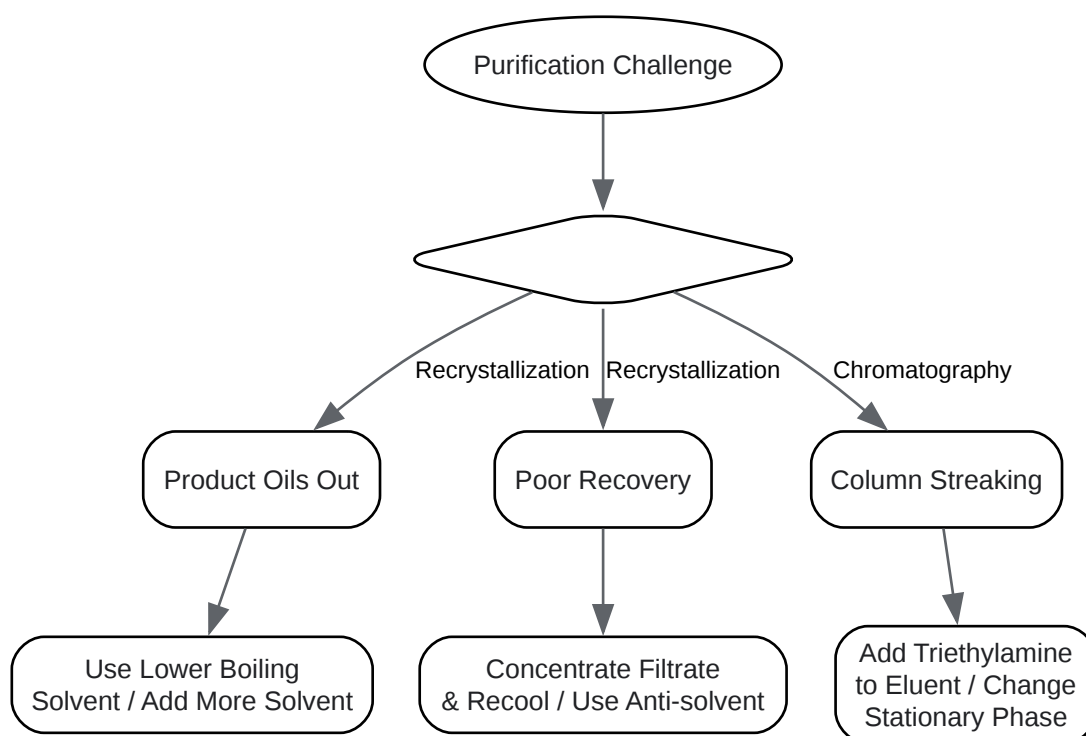 Purification Challenge
Recrystallization
Recrystallization
Chromatography
Product Oils Out
Poor Recovery
Column Streaking
Use Lower Boiling
Solvent / Add More Solvent
Concentrate Filtrate
& Recool / Use Anti-solvent
Add Triethylamine
to Eluent / Change
Stationary Phase